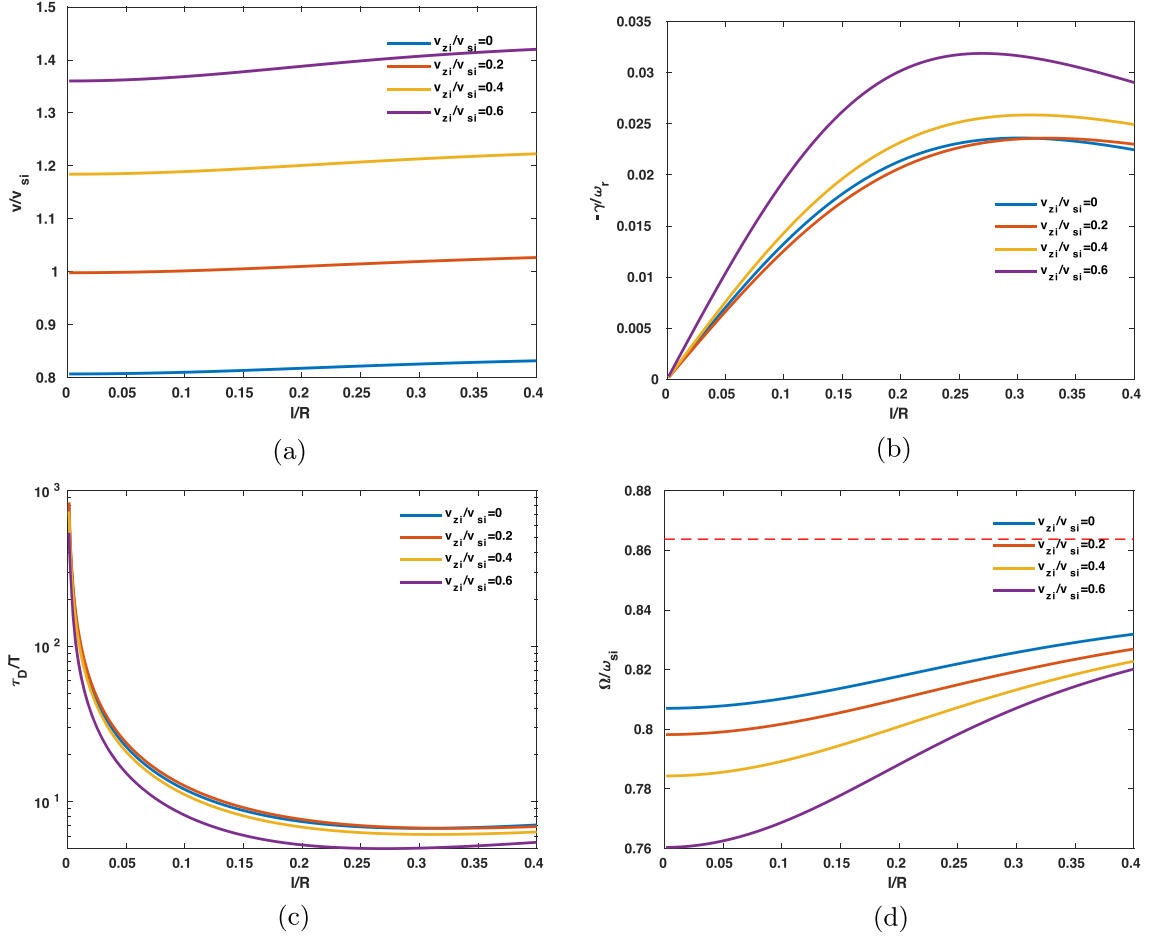 1.5
1.4
1.3
1.2
1.1
1
0.9
0.8
v/v si
v zi /v si =0
v zi /v si =0.2
v zi /v si =0.4
v zi /v si =0.6
0 0.05 0.1 0.15 0.2 0.25 0.3 0.35 0.4
l/R
(a)
0.035
0.03
0.025
0.02
0.015
0.01
0.005
0
-γ/ω r
v zi /v si =0
v zi /v si =0.2
v zi /v si =0.4
v zi /v si =0.6
0 0.05 0.1 0.15 0.2 0.25 0.3 0.35 0.4
l/R
(b)
10 3
10 2
10 1
τ D /T
v zi /v si =0
v zi /v si =0.2
v zi /v si =0.4
v zi /v si =0.6
0 0.05 0.1 0.15 0.2 0.25 0.3 0.35 0.4
l/R
(c)
0.88
0.86
0.84
0.82
0.8
0.78
0.76
Ω/ω si
v zi /v si =0
v zi /v si =0.2
v zi /v si =0.4
v zi /v si =0.6
0 0.05 0.1 0.15 0.2 0.25 0.3 0.35 0.4
l/R
(d)